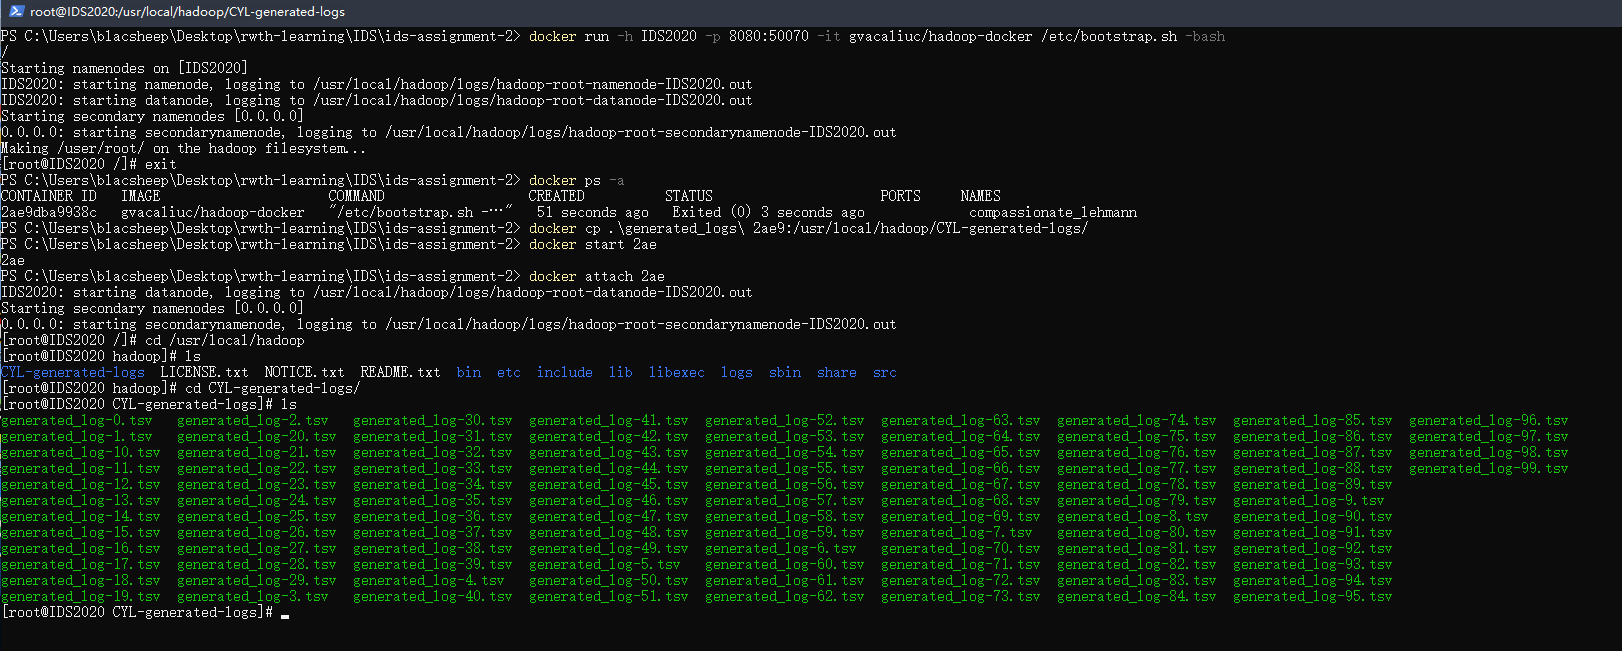 root@IDS2020:/usr/local/hadoop/CYL-generated-logs
PS C:\Users\blacsheep\Desktop\rwth-learning\IDS\ids-assignment-2> docker run -h IDS2020 -p 8080:50070 -it gvacaliuc/hadoop-docker /etc/bootstrap.sh -bash
/
Starting namenodes on [IDS2020]
IDS2020: starting namenode, logging to /usr/local/hadoop/logs/hadoop-root-namenode-IDS2020.out
IDS2020: starting datanode, logging to /usr/local/hadoop/logs/hadoop-root-datanode-IDS2020.out
Starting secondary namenodes [0.0.0.0]
0.0.0.0: starting secondarynamenode, logging to /usr/local/hadoop/logs/hadoop-root-secondarynamenode-IDS2020.out
Making /user/root/ on the hadoop filesystem...
[root@IDS2020 /]# exit
PS C:\Users\blacsheep\Desktop\rwth-learning\IDS\ids-assignment-2> docker ps -a
CONTAINER ID   IMAGE                     COMMAND                  CREATED          STATUS                     PORTS     NAMES
2ae9dba9938c   gvacaliuc/hadoop-docker   "/etc/bootstrap.sh -…"   51 seconds ago   Exited (0) 3 seconds ago             compassionate_lehmann
PS C:\Users\blacsheep\Desktop\rwth-learning\IDS\ids-assignment-2> docker cp .\generated_logs\ 2ae9:/usr/local/hadoop/CYL-generated-logs/
PS C:\Users\blacsheep\Desktop\rwth-learning\IDS\ids-assignment-2> docker start 2ae
2ae
PS C:\Users\blacsheep\Desktop\rwth-learning\IDS\ids-assignment-2> docker attach 2ae
IDS2020: starting datanode, logging to /usr/local/hadoop/logs/hadoop-root-datanode-IDS2020.out
Starting secondary namenodes [0.0.0.0]
0.0.0.0: starting secondarynamenode, logging to /usr/local/hadoop/logs/hadoop-root-secondarynamenode-IDS2020.out
[root@IDS2020 /]# cd /usr/local/hadoop
[root@IDS2020 hadoop]# ls
CYL-generated-logs  LICENSE.txt  NOTICE.txt  README.txt  bin  etc  include  lib  libexec  logs  sbin  share  src
[root@IDS2020 hadoop]# cd CYL-generated-logs/
[root@IDS2020 CYL-generated-logs]# ls
generated_log-0.tsv   generated_log-2.tsv   generated_log-30.tsv  generated_log-41.tsv  generated_log-52.tsv  generated_log-63.tsv  generated_log-74.tsv  generated_log-85.tsv  generated_log-96.tsv
generated_log-1.tsv   generated_log-20.tsv  generated_log-31.tsv  generated_log-42.tsv  generated_log-53.tsv  generated_log-64.tsv  generated_log-75.tsv  generated_log-86.tsv  generated_log-97.tsv
generated_log-10.tsv  generated_log-21.tsv  generated_log-32.tsv  generated_log-43.tsv  generated_log-54.tsv  generated_log-65.tsv  generated_log-76.tsv  generated_log-87.tsv  generated_log-98.tsv
generated_log-11.tsv  generated_log-22.tsv  generated_log-33.tsv  generated_log-44.tsv  generated_log-55.tsv  generated_log-66.tsv  generated_log-77.tsv  generated_log-88.tsv  generated_log-99.tsv
generated_log-12.tsv  generated_log-23.tsv  generated_log-34.tsv  generated_log-45.tsv  generated_log-56.tsv  generated_log-67.tsv  generated_log-78.tsv  generated_log-89.tsv
generated_log-13.tsv  generated_log-24.tsv  generated_log-35.tsv  generated_log-46.tsv  generated_log-57.tsv  generated_log-68.tsv  generated_log-79.tsv  generated_log-9.tsv
generated_log-14.tsv  generated_log-25.tsv  generated_log-36.tsv  generated_log-47.tsv  generated_log-58.tsv  generated_log-69.tsv  generated_log-8.tsv   generated_log-90.tsv
generated_log-15.tsv  generated_log-26.tsv  generated_log-37.tsv  generated_log-48.tsv  generated_log-59.tsv  generated_log-7.tsv   generated_log-80.tsv  generated_log-91.tsv
generated_log-16.tsv  generated_log-27.tsv  generated_log-38.tsv  generated_log-49.tsv  generated_log-6.tsv   generated_log-70.tsv  generated_log-81.tsv  generated_log-92.tsv
generated_log-17.tsv  generated_log-28.tsv  generated_log-39.tsv  generated_log-5.tsv   generated_log-60.tsv  generated_log-71.tsv  generated_log-82.tsv  generated_log-93.tsv
generated_log-18.tsv  generated_log-29.tsv  generated_log-4.tsv   generated_log-50.tsv  generated_log-61.tsv  generated_log-72.tsv  generated_log-83.tsv  generated_log-94.tsv
generated_log-19.tsv  generated_log-3.tsv   generated_log-40.tsv  generated_log-51.tsv  generated_log-62.tsv  generated_log-73.tsv  generated_log-84.tsv  generated_log-95.tsv
[root@IDS2020 CYL-generated-logs]#